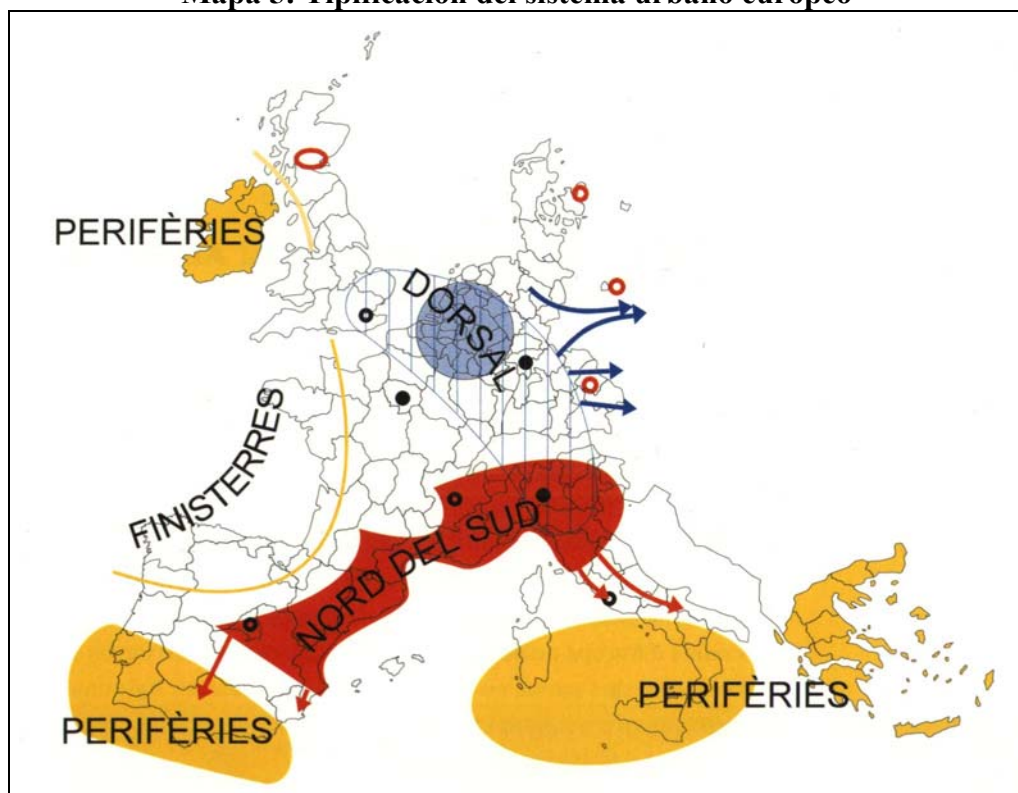 Mapa 3: Tipificación del sistema urbano europeo
PERIFÈRIES
DORSAL
FINISTERRES
NORD DEL SUD
PERIFÈRIES
PERIFÈRIES